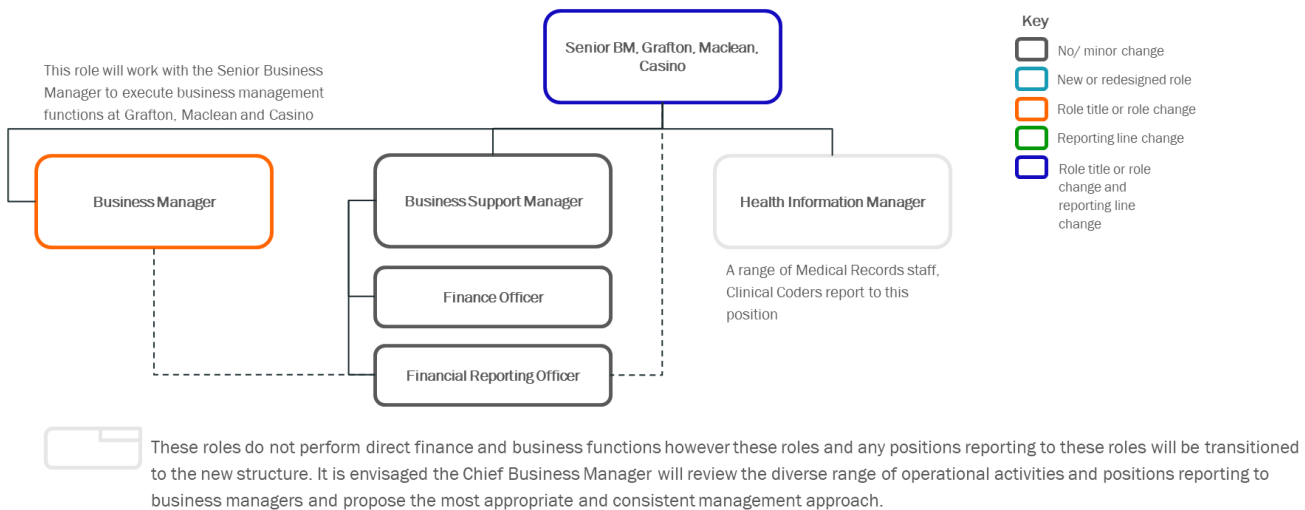 Senior BM, Grafton, Maclean,
Casino
Key
No/ minor change
New or redesigned role
Role title or role change
Reporting line change
Role title or role
change and
reporting line
change
This role will work with the Senior Business
Manager to execute business management
functions at Grafton, Maclean and Casino
Business Manager
Business Support Manager
Health Information Manager
A range of Medical Records staff,
Clinical Coders report to this
position
Finance Officer
Financial Reporting Officer
These roles do not perform direct finance and business functions however these roles and any positions reporting to these roles will be transitioned
to the new structure. It is envisaged the Chief Business Manager will review the diverse range of operational activities and positions reporting to
business managers and propose the most appropriate and consistent management approach.